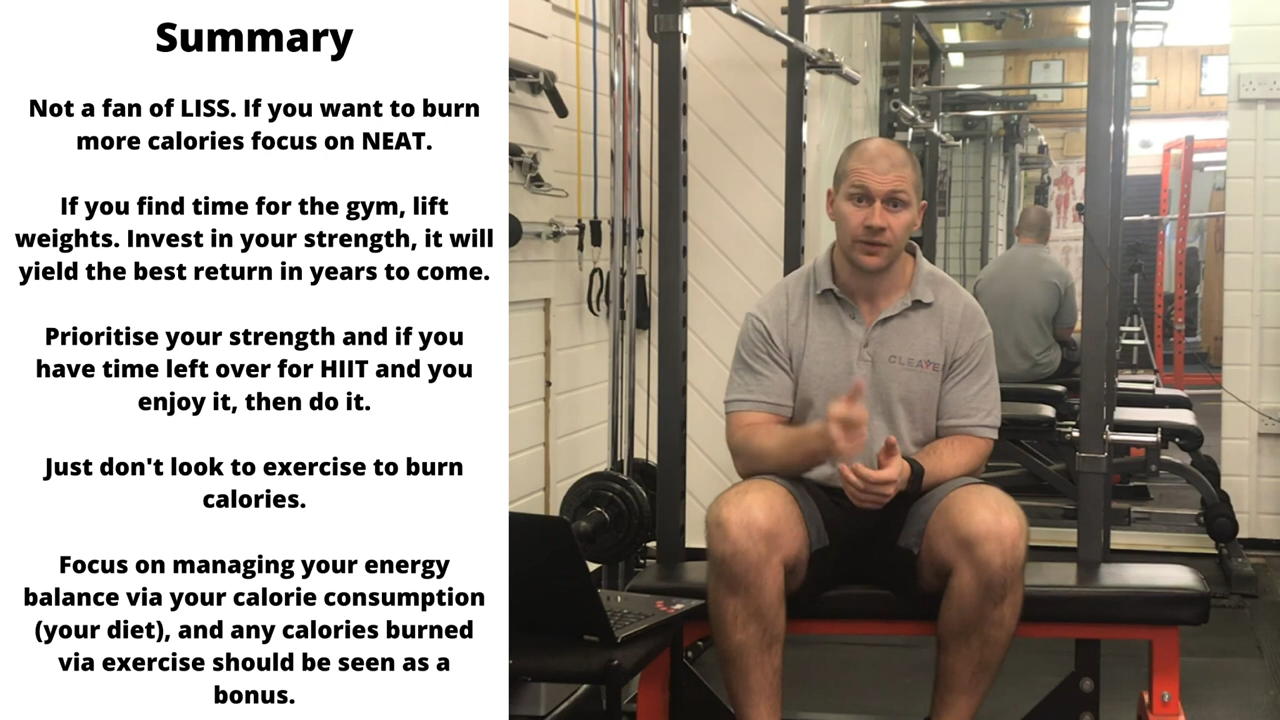 Summary
Not a fan of LISS. If you want to burn
more calories focus on NEAT.
If you find time for the gym, lift
weights. Invest in your strength, it will
yield the best return in years to come.
Prioritise your strength and if you
have time left over for HIIT and you
enjoy it, then do it.
Just don't look to exercise to burn
calories.
Focus on managing your energy
balance via your calorie consumption
(your diet), and any calories burned
via exercise should be seen as a
bonus.